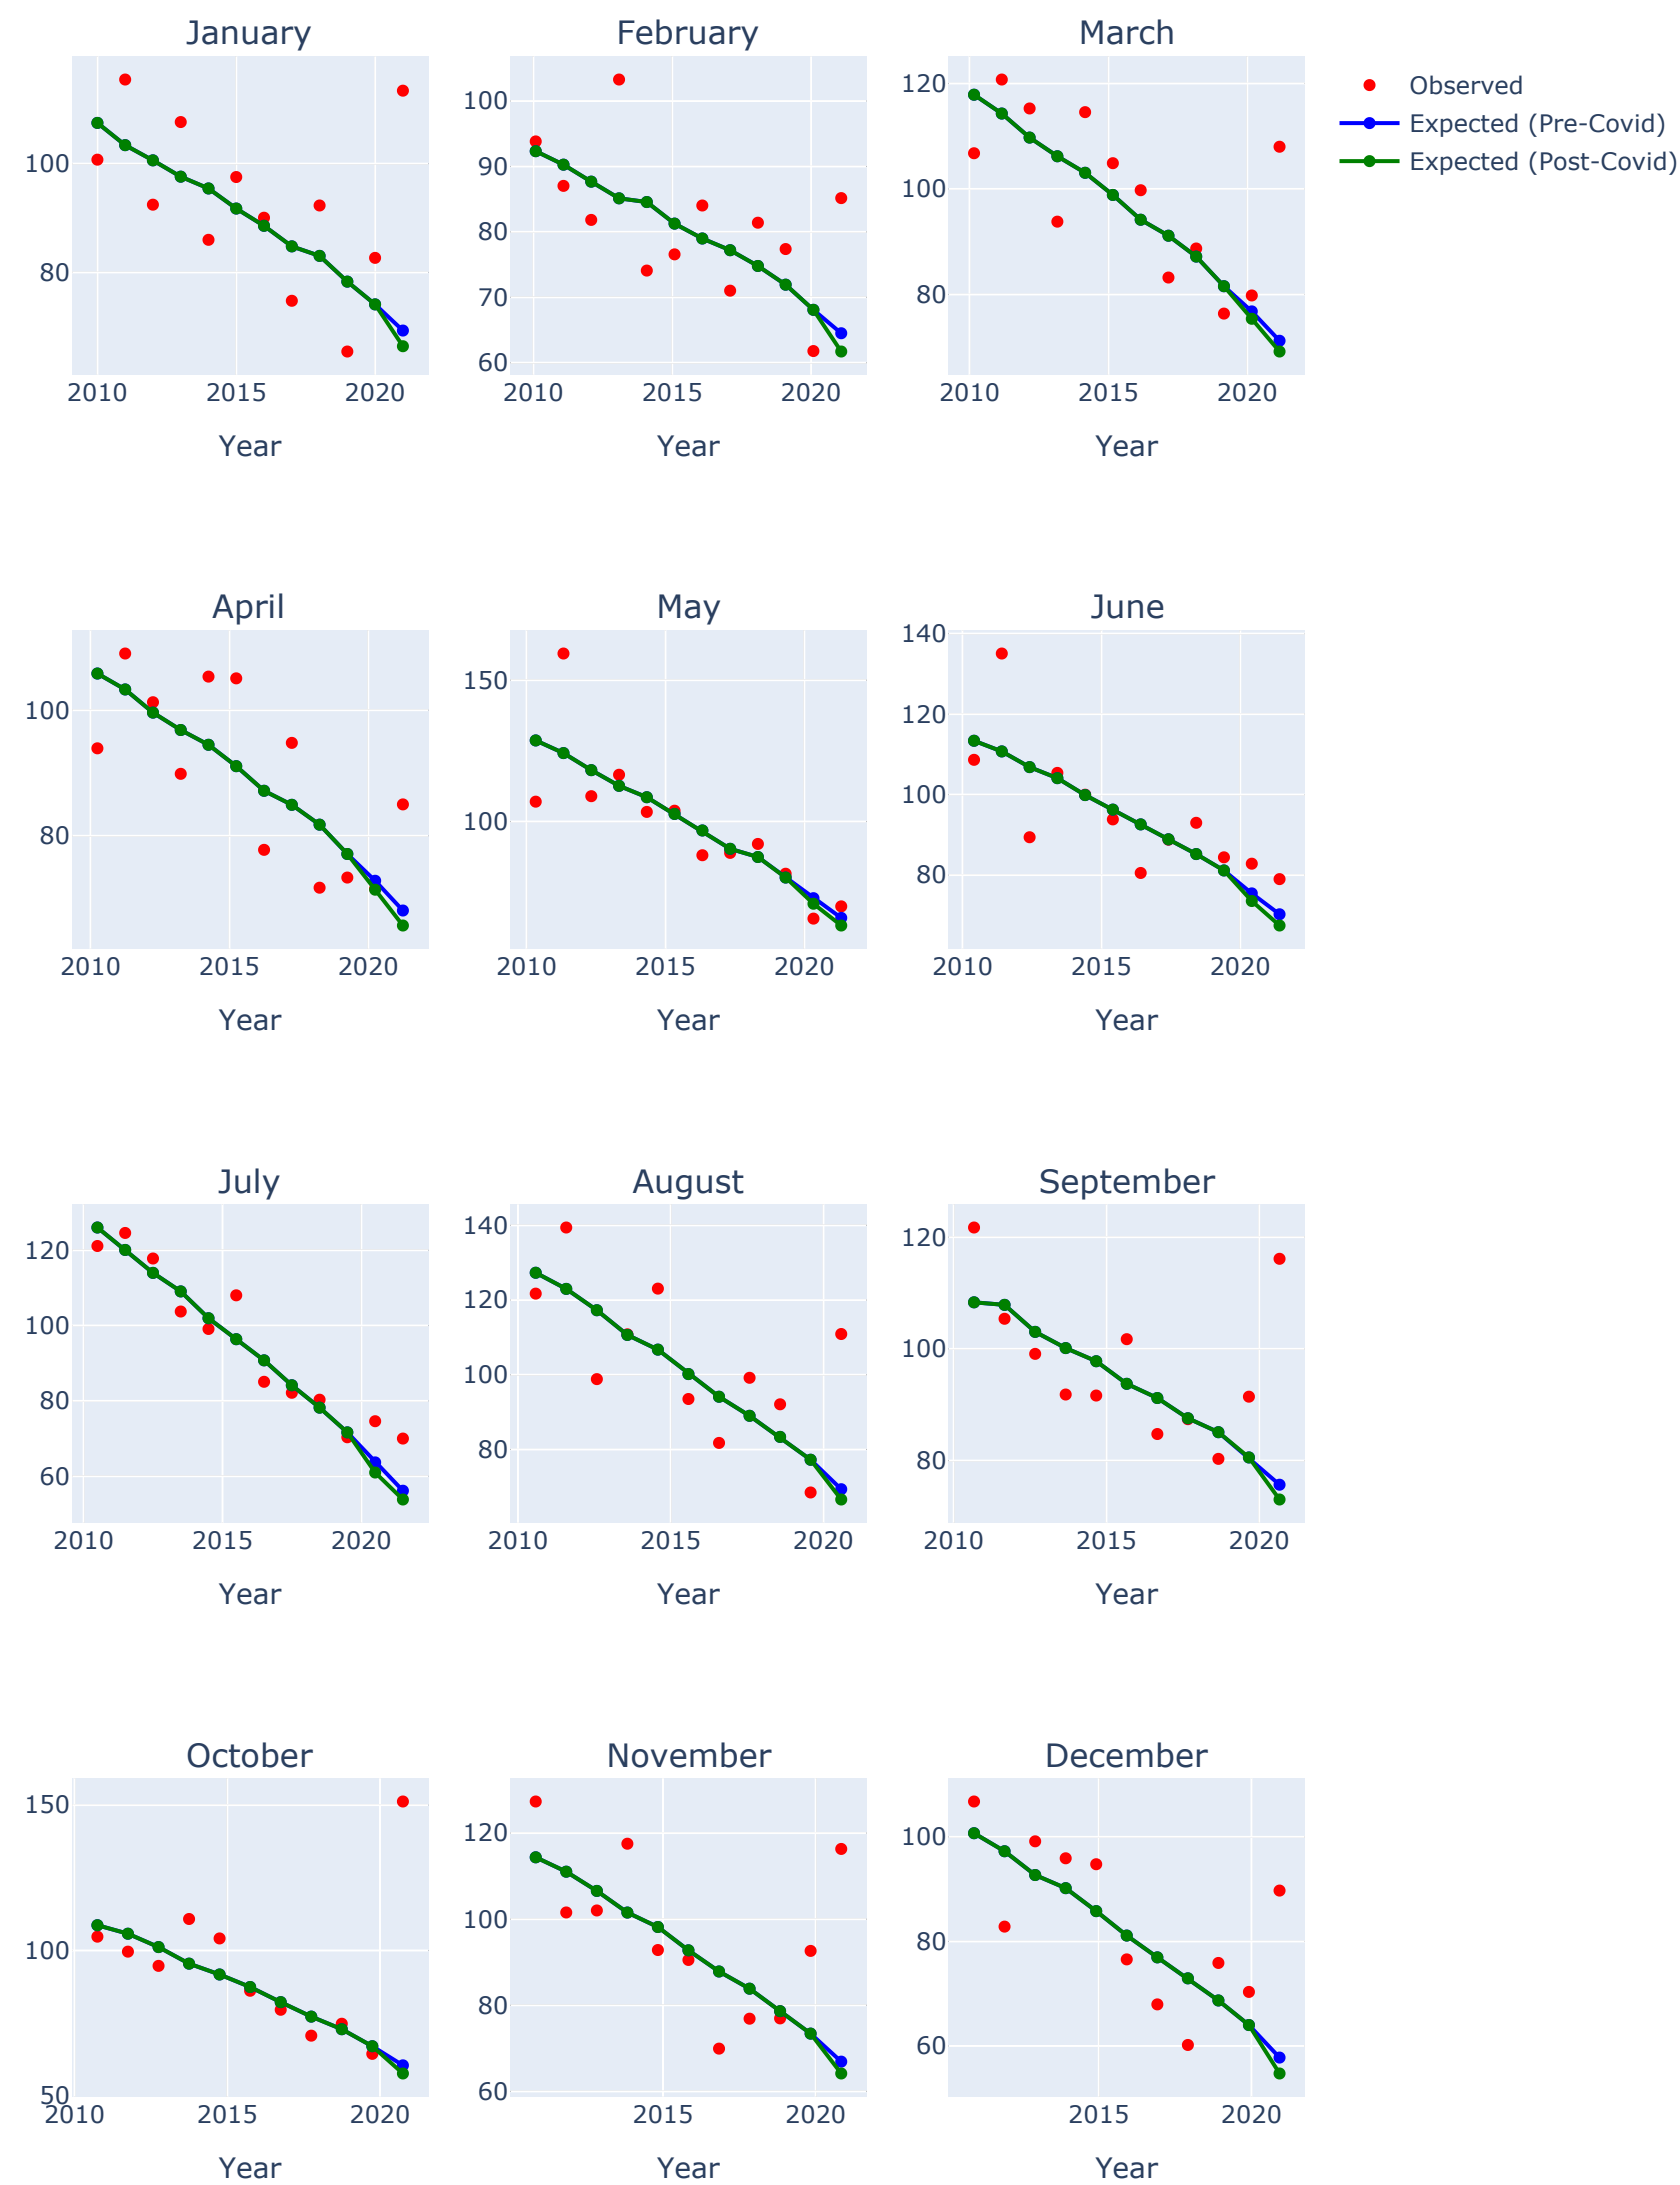 January February March
Observed
Expected (Pre-Covid)
Expected (Post-Covid)
100
80
2010 2015 2020
Year
100
90
80
70
60
2010 2015 2020
Year
120
100
80
2010 2015 2020
Year
April May June
100
80
2010 2015 2020
Year
150
100
2010 2015 2020
Year
140
120
100
80
2010 2015 2020
Year
July August September
120
100
80
60
2010 2015 2020
Year
140
120
100
80
2010 2015 2020
Year
120
100
80
2010 2015 2020
Year
October November December
150
100
50
2010 2015 2020
Year
120
100
80
60
2015 2020
Year
100
80
60
2015 2020
Year